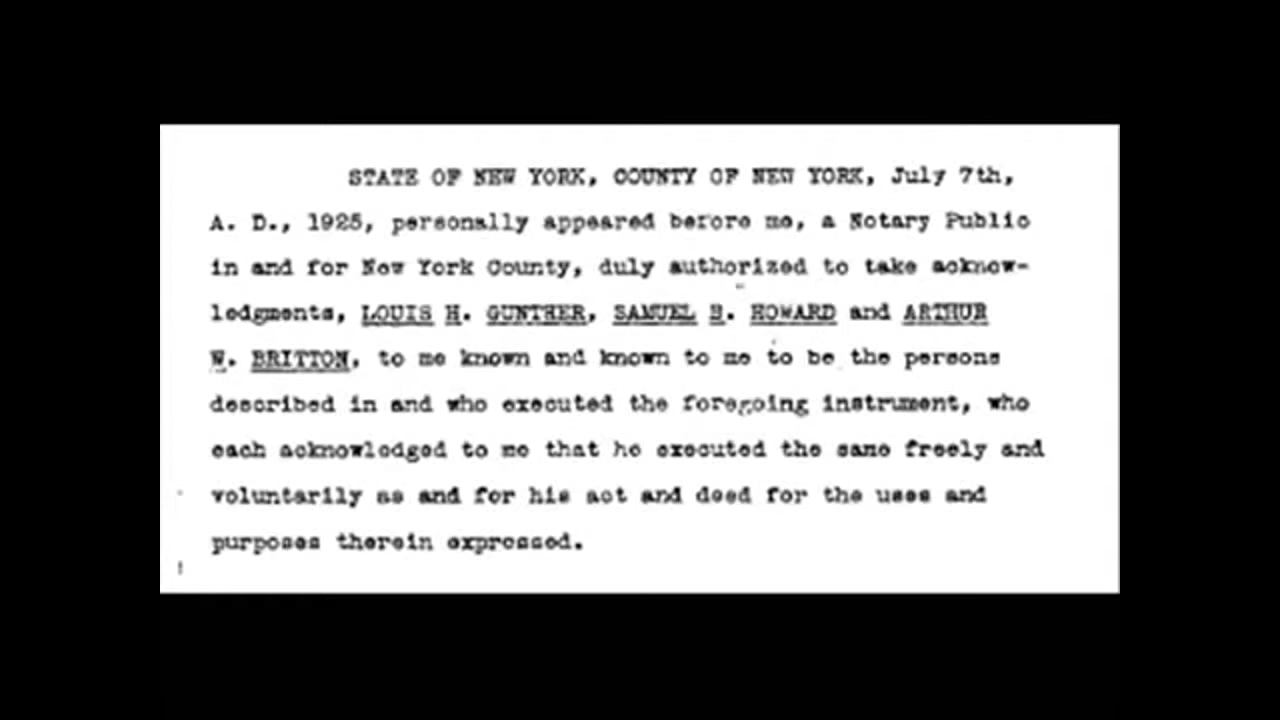 STATE OF NEW YORK, COUNTY OF NEW YORK, July 7th,
A. D., 1925, personally appeared before me, a Notary Public
in and for New York County, duly authorized to take acknow-
ledgments, LOUIS H. GUNTHER, SAMUEL B. HOWARD and ARTHUR
W. BRITTON, to me known and known to me to be the persons
described in and who executed the foregoing instrument, who
each acknowledged to me that he executed the same freely and
voluntarily as and for his act and deed for the uses and
purposes therein expressed.